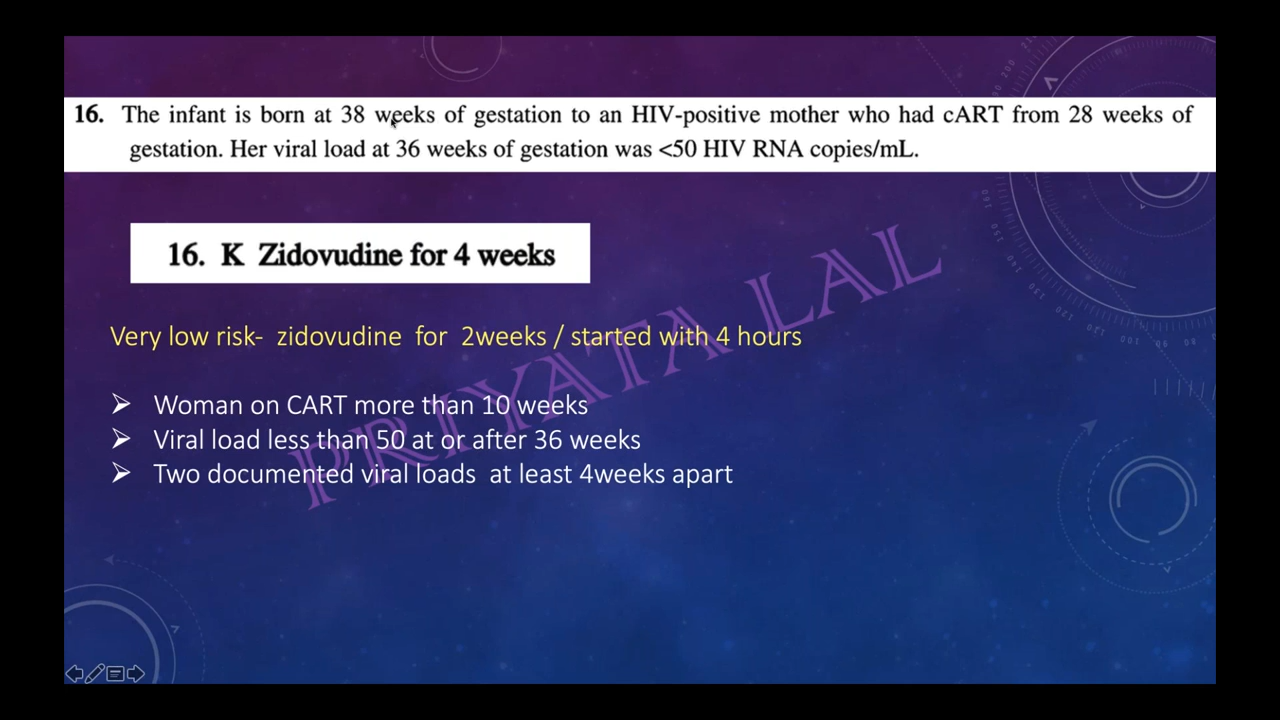 16. The infant is born at 38 weeks of gestation to an HIV-positive mother who had cART from 28 weeks of
gestation. Her viral load at 36 weeks of gestation was <50 HIV RNA copies/mL.
16. K Zidovudine for 4 weeks
Very low risk- zidovudine for 2weeks / started with 4 hours
➢ Woman on CART more than 10 weeks
➢ Viral load less than 50 at or after 36 weeks
➢ Two documented viral loads at least 4weeks apart
PRIYATA LAL